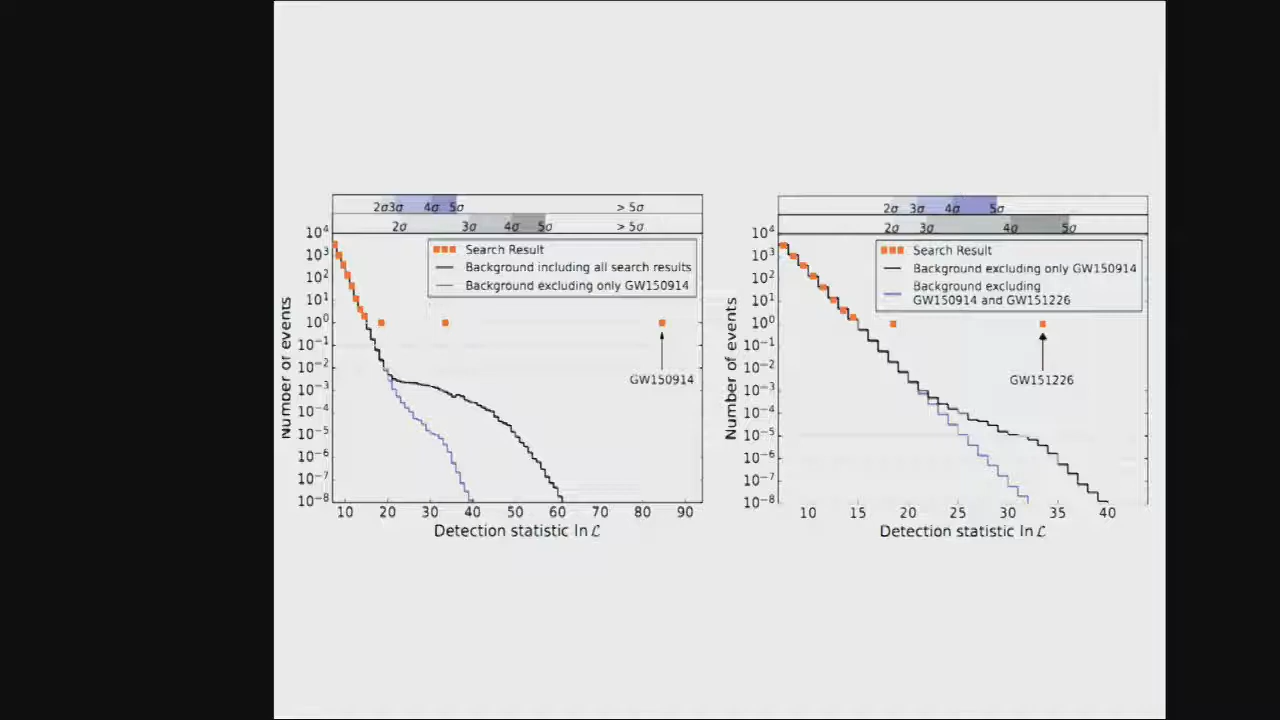 2σ3σ 4σ 5σ > 5σ
2σ 3σ 4σ 5σ > 5σ
Search Result
Background including all search results
Background excluding only GW150914
GW150914
10⁴
10³
10²
10¹
10⁰
10⁻¹
10⁻²
10⁻³
10⁻⁴
10⁻⁵
10⁻⁶
10⁻⁷
10⁻⁸
Number of events
10 20 30 40 50 60 70 80 90
Detection statistic ln ℒ
2σ 3σ 4σ 5σ
2σ 3σ 4σ 5σ
Search Result
Background excluding only GW150914
Background excluding
GW150914 and GW151226
GW151226
10⁴
10³
10²
10¹
10⁰
10⁻¹
10⁻²
10⁻³
10⁻⁴
10⁻⁵
10⁻⁶
10⁻⁷
10⁻⁸
Number of events
10 15 20 25 30 35 40
Detection statistic ln ℒ